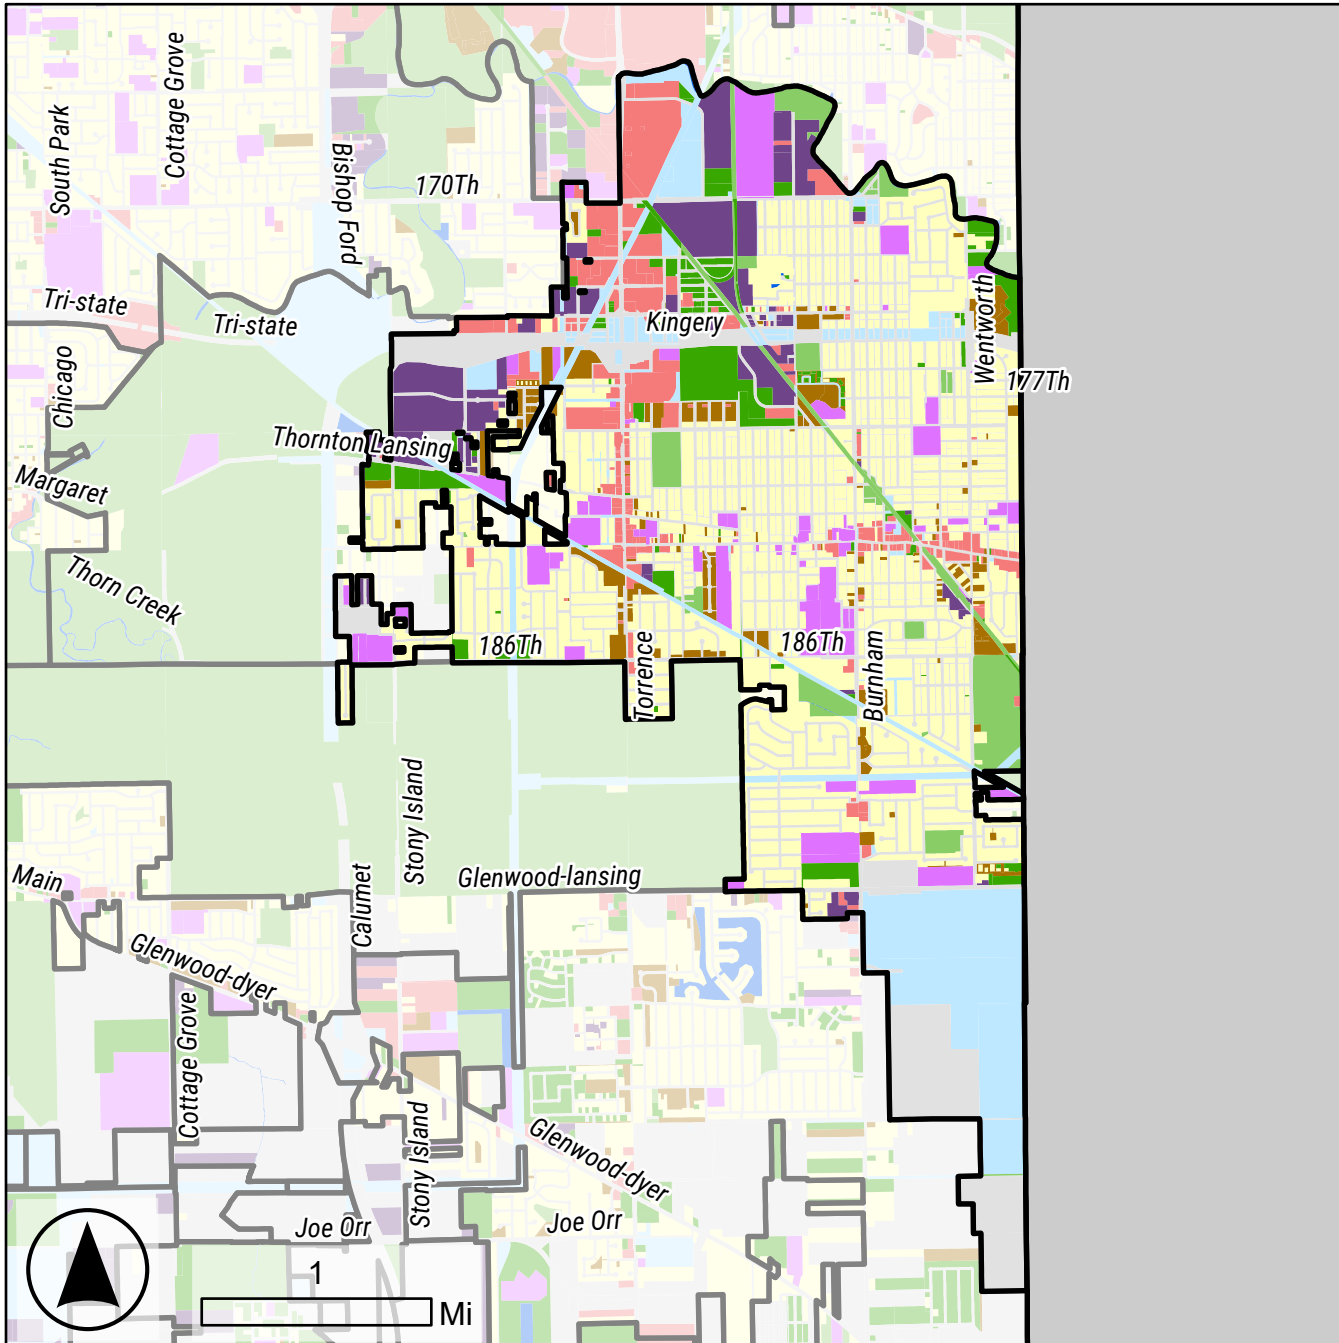 Cottage Grove
South Park
Bishop Ford
170Th
Tri-state
Tri-state
Kingery
Wentworth
Chicago
177Th
Thornton Lansing
Margaret
Thorn Creek
186Th
186Th
Torrence
Burnham
Stony Island
Main
Glenwood-lansing
Calumet
Glenwood-dyer
Cottage Grove
Stony Island
Glenwood-dyer
Joe Orr
Joe Orr
1
Mi